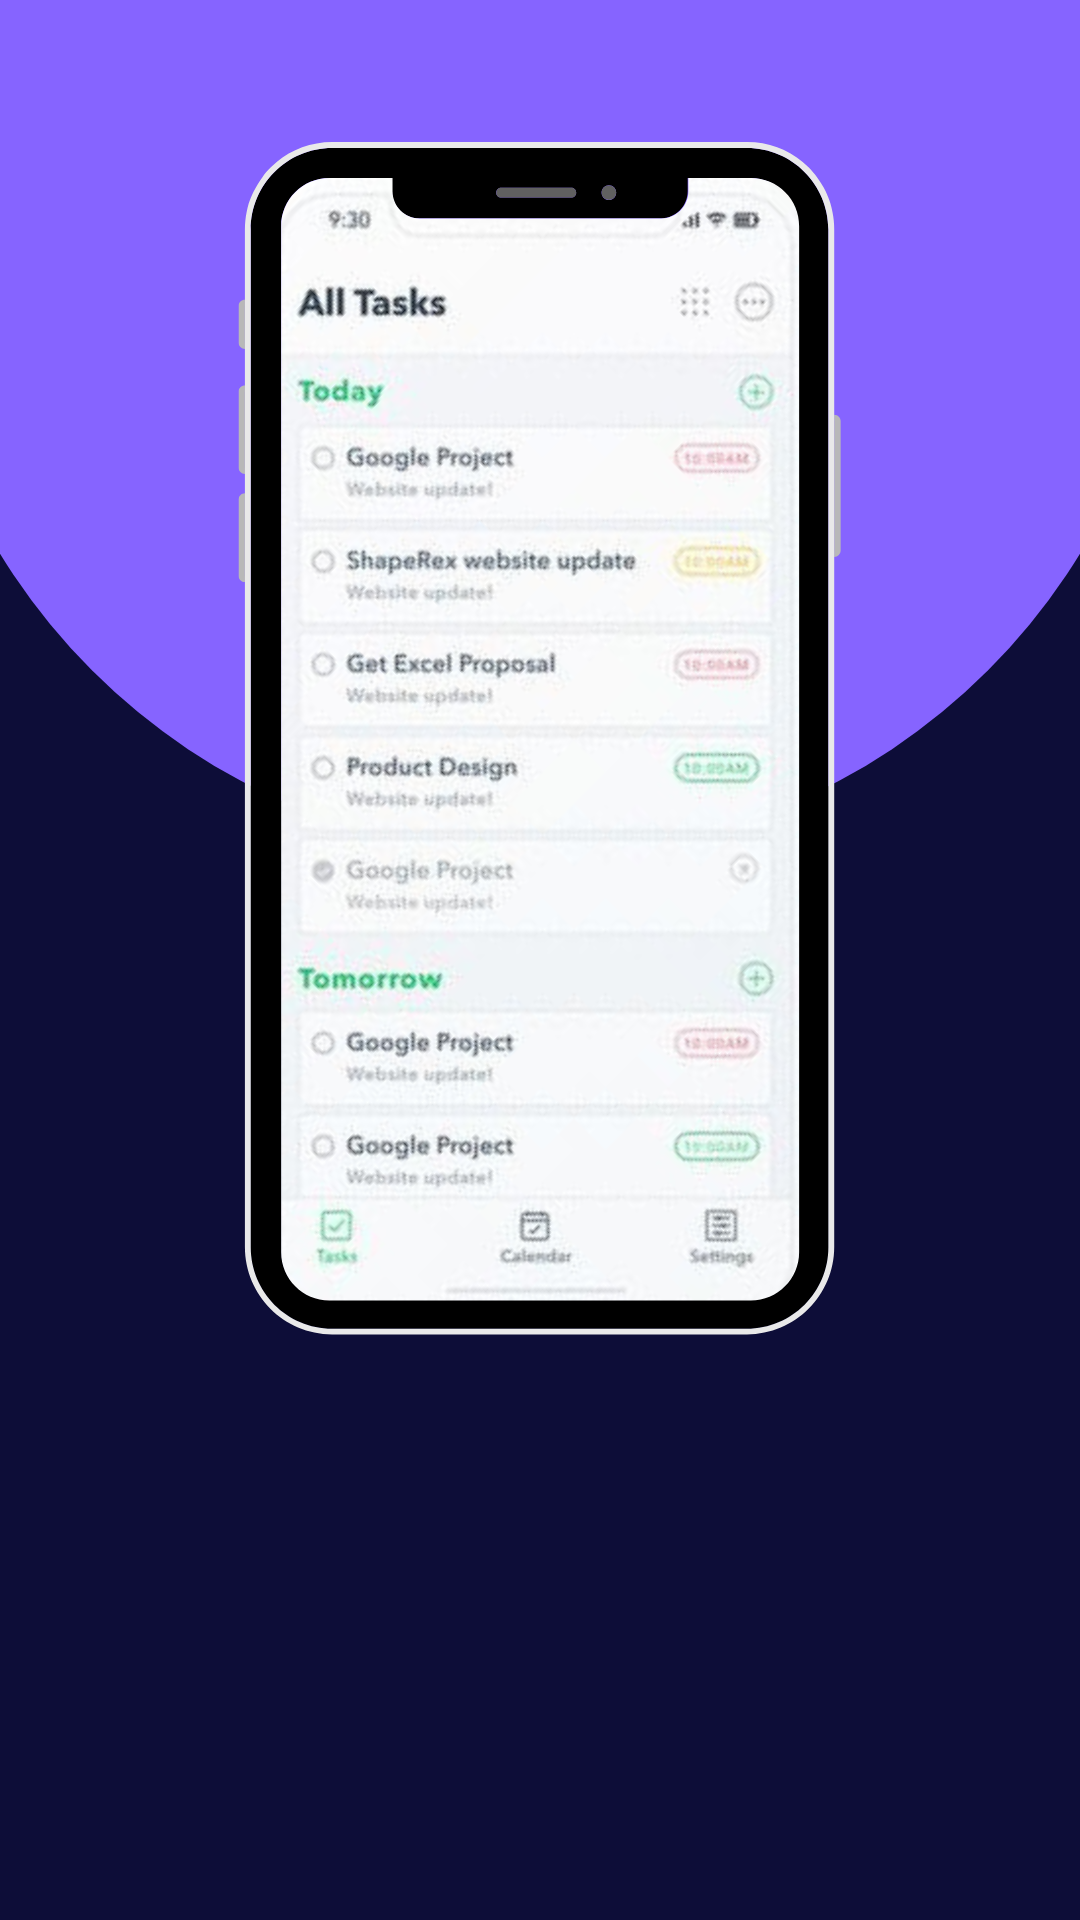 9:30
All Tasks
Today
Google Project
10:00AM
Website update!
ShapeRex website update
10:00AM
Website update!
Get Excel Proposal
10:00AM
Website update!
Product Design
10:00AM
Website update!
Google Project
Website update!
Tomorrow
Google Project
10:00AM
Website update!
Google Project
10:00AM
Website update!
Tasks
Calendar
Settings